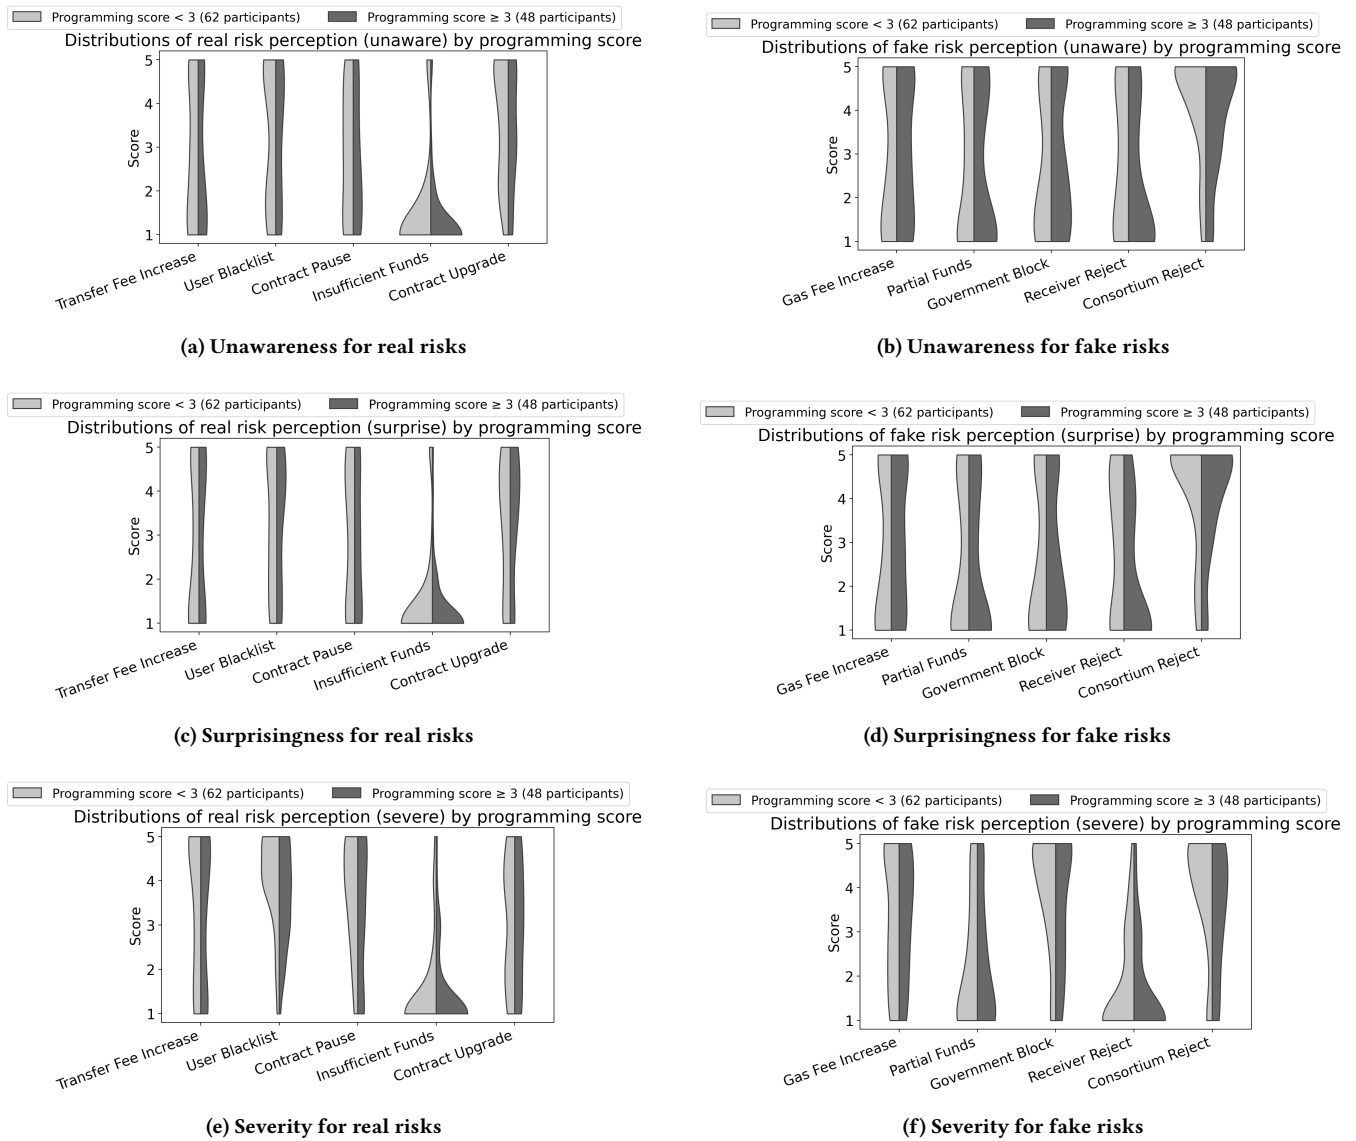 Programming score < 3 (62 participants) Programming score ≥ 3 (48 participants)
Distributions of real risk perception (unaware) by programming score
Score
5
4
3
2
1
Transfer Fee Increase
User Blacklist
Contract Pause
Insufficient Funds
Contract Upgrade
(a) Unawareness for real risks
Programming score < 3 (62 participants) Programming score ≥ 3 (48 participants)
Distributions of fake risk perception (unaware) by programming score
Score
5
4
3
2
1
Gas Fee Increase
Partial Funds
Government Block
Receiver Reject
Consortium Reject
(b) Unawareness for fake risks
Programming score < 3 (62 participants) Programming score ≥ 3 (48 participants)
Distributions of real risk perception (surprise) by programming score
Score
5
4
3
2
1
Transfer Fee Increase
User Blacklist
Contract Pause
Insufficient Funds
Contract Upgrade
(c) Surprisingness for real risks
Programming score < 3 (62 participants) Programming score ≥ 3 (48 participants)
Distributions of fake risk perception (surprise) by programming score
Score
5
4
3
2
1
Gas Fee Increase
Partial Funds
Government Block
Receiver Reject
Consortium Reject
(d) Surprisingness for fake risks
Programming score < 3 (62 participants) Programming score ≥ 3 (48 participants)
Distributions of real risk perception (severe) by programming score
Score
5
4
3
2
1
Transfer Fee Increase
User Blacklist
Contract Pause
Insufficient Funds
Contract Upgrade
(e) Severity for real risks
Programming score < 3 (62 participants) Programming score ≥ 3 (48 participants)
Distributions of fake risk perception (severe) by programming score
Score
5
4
3
2
1
Gas Fee Increase
Partial Funds
Government Block
Receiver Reject
Consortium Reject
(f) Severity for fake risks